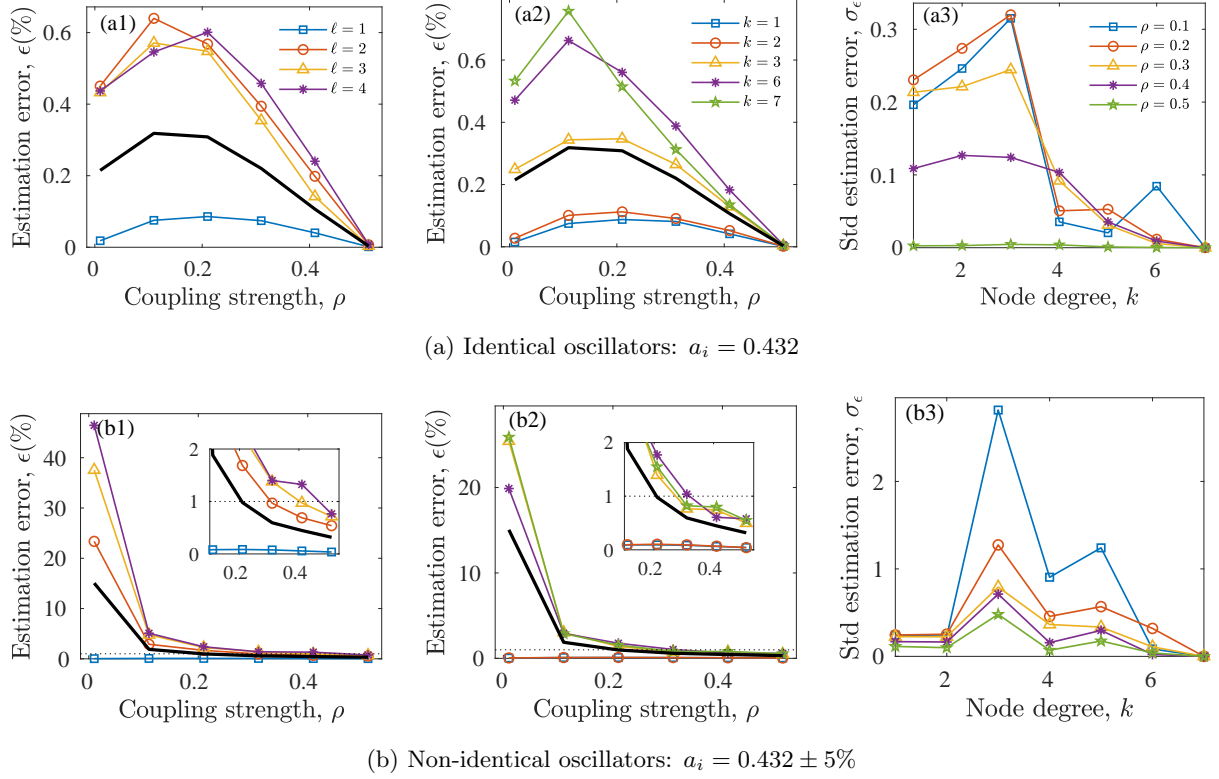 (a1)
Estimation error, ϵ(%)
0.6
0.4
0.2
0
0 0.2 0.4
Coupling strength, ρ
ℓ = 1
ℓ = 2
ℓ = 3
ℓ = 4
(a2)
Estimation error, ϵ(%)
0.6
0.4
0.2
0
0 0.2 0.4
Coupling strength, ρ
k = 1
k = 2
k = 3
k = 6
k = 7
(a3)
Std estimation error, σϵ
0.3
0.2
0.1
0
2 4 6
Node degree, k
ρ = 0.1
ρ = 0.2
ρ = 0.3
ρ = 0.4
ρ = 0.5
(a) Identical oscillators: aᵢ = 0.432
(b1)
Estimation error, ϵ(%)
40
30
20
10
0
0 0.2 0.4
Coupling strength, ρ
2
1
0
0.2 0.4
(b2)
Estimation error, ϵ(%)
20
10
0
0 0.2 0.4
Coupling strength, ρ
2
1
0
0.2 0.4
(b3)
Std estimation error, σϵ
2
1
0
2 4 6
Node degree, k
(b) Non-identical oscillators: aᵢ = 0.432 ± 5%